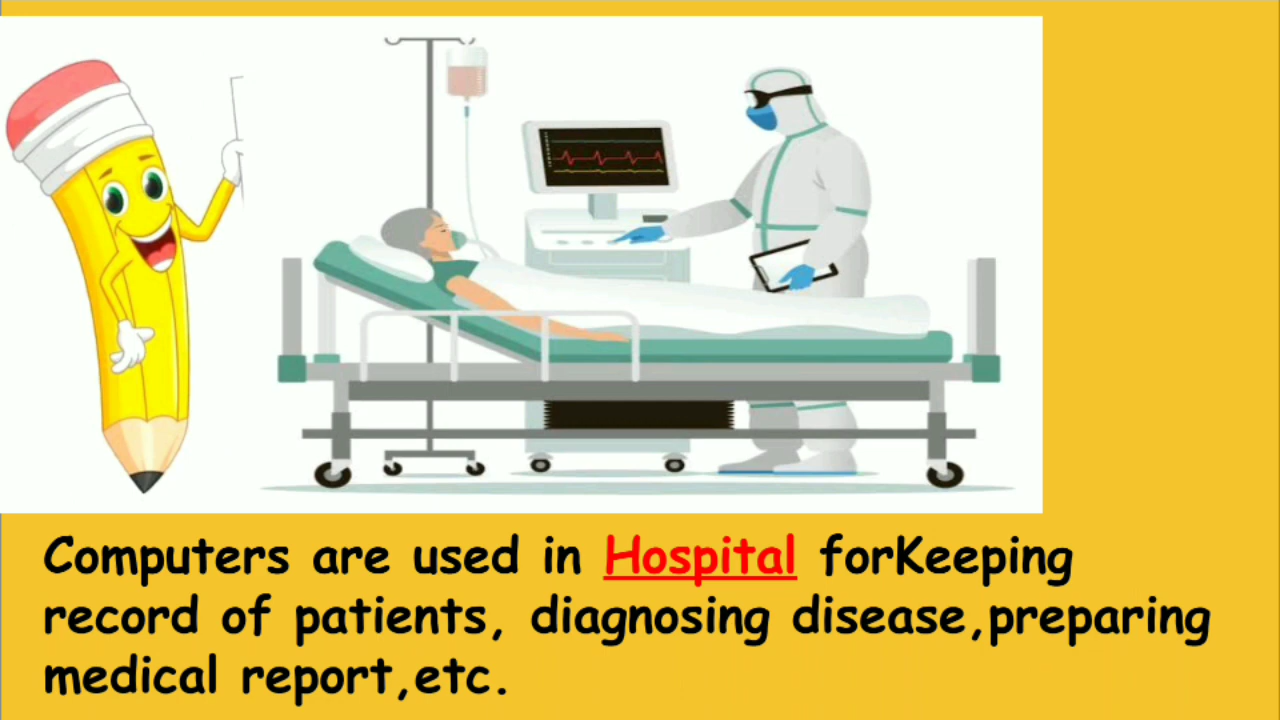 Computers are used in Hospital forKeeping
record of patients, diagnosing disease,preparing
medical report,etc.